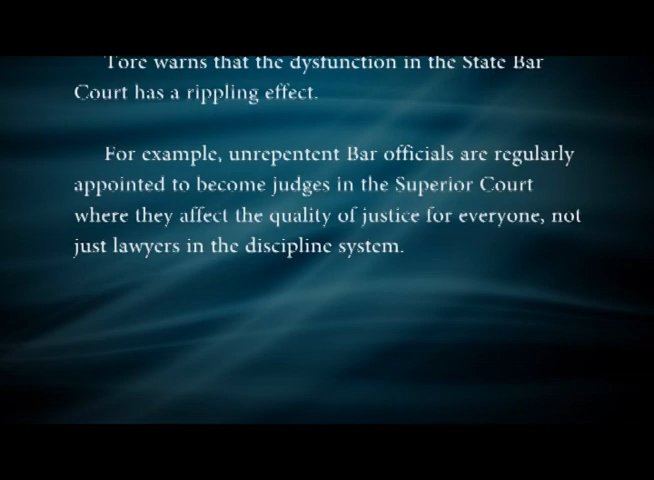 Tore warns that the dysfunction in the State Bar
Court has a rippling effect.
For example, unrepentent Bar officials are regularly
appointed to become judges in the Superior Court
where they affect the quality of justice for everyone, not
just lawyers in the discipline system.